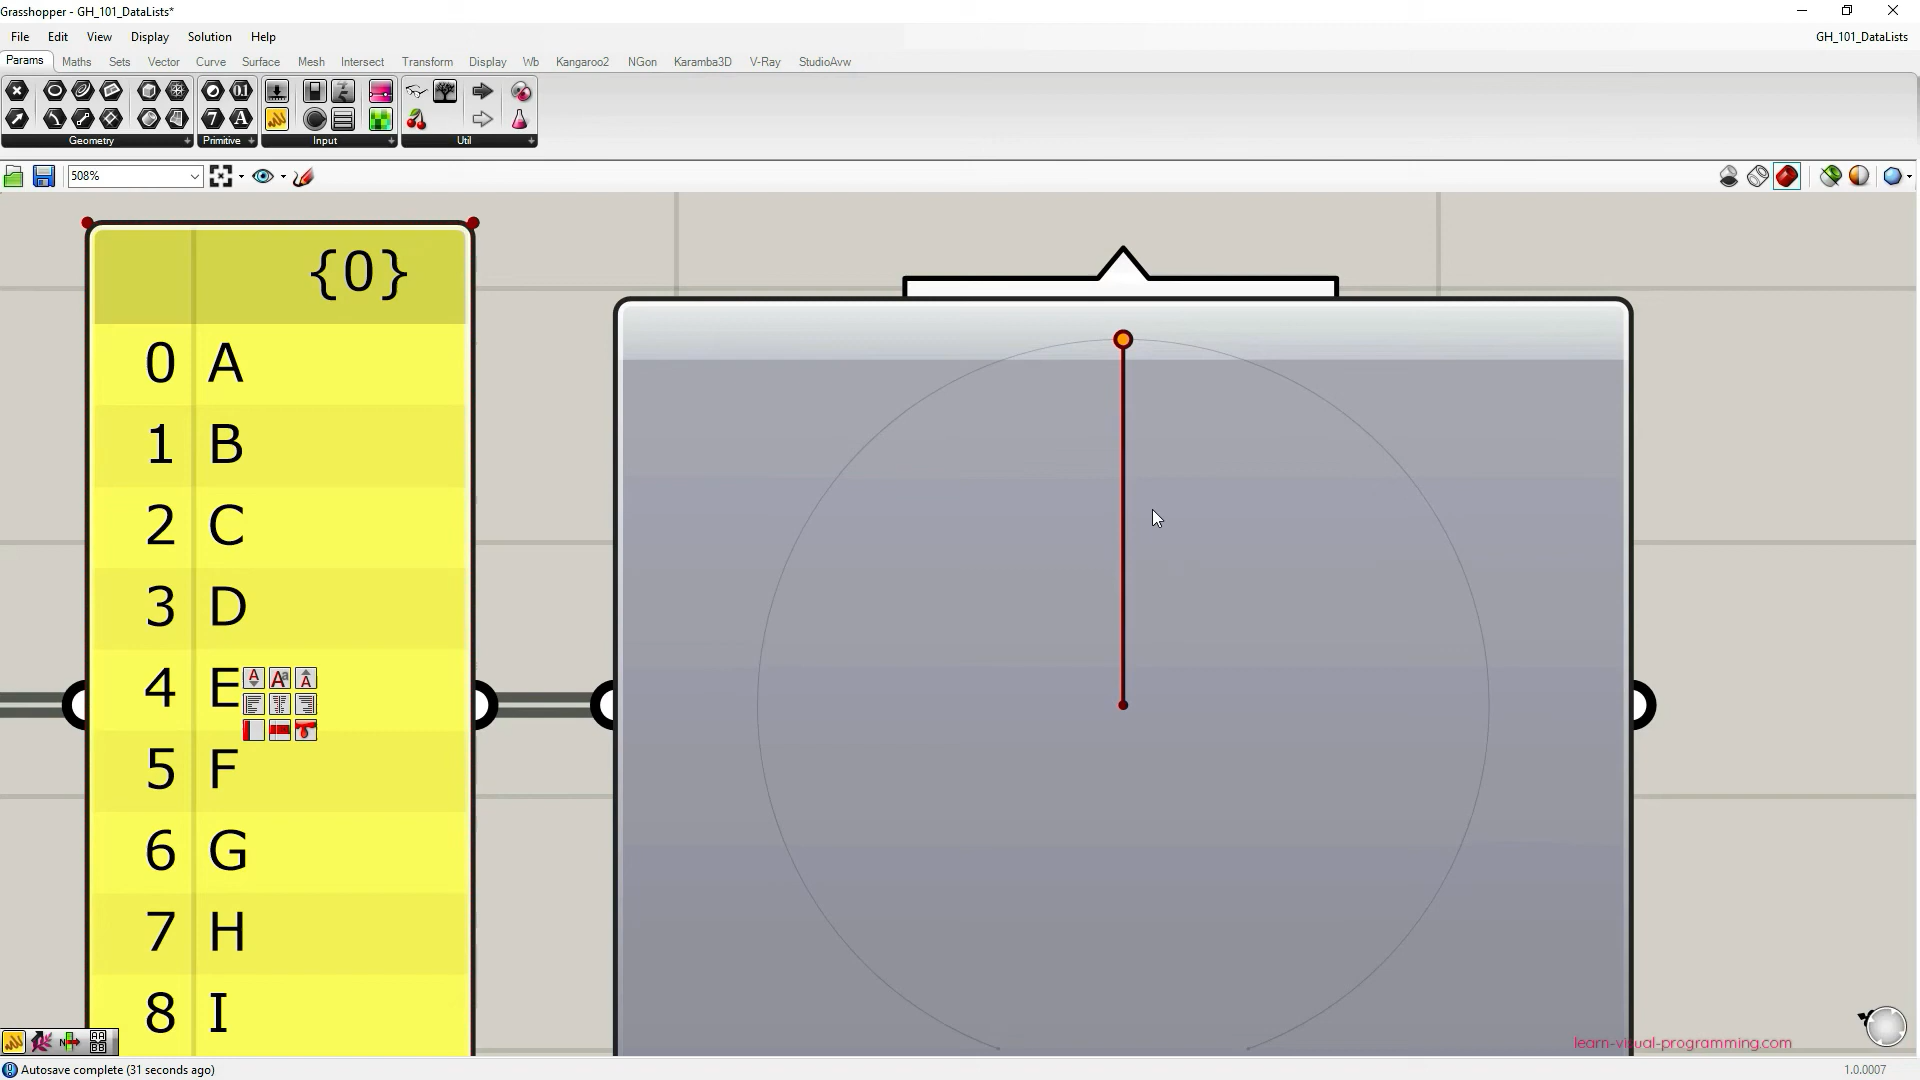 Grasshopper - GH_101_DataLists*
File Edit View Display Solution Help GH_101_DataLists
Params Maths Sets Vector Curve Surface Mesh Intersect Transform Display Wb Kangaroo2 NGon Karamba3D V-Ray StudioAvw
Geometry Primitive Input Util
508%
{0}
0 A
1 B
2 C
3 D
4 E
5 F
6 G
7 H
8 I
learn-visual-programming.com
Autosave complete (31 seconds ago) 1.0.0007